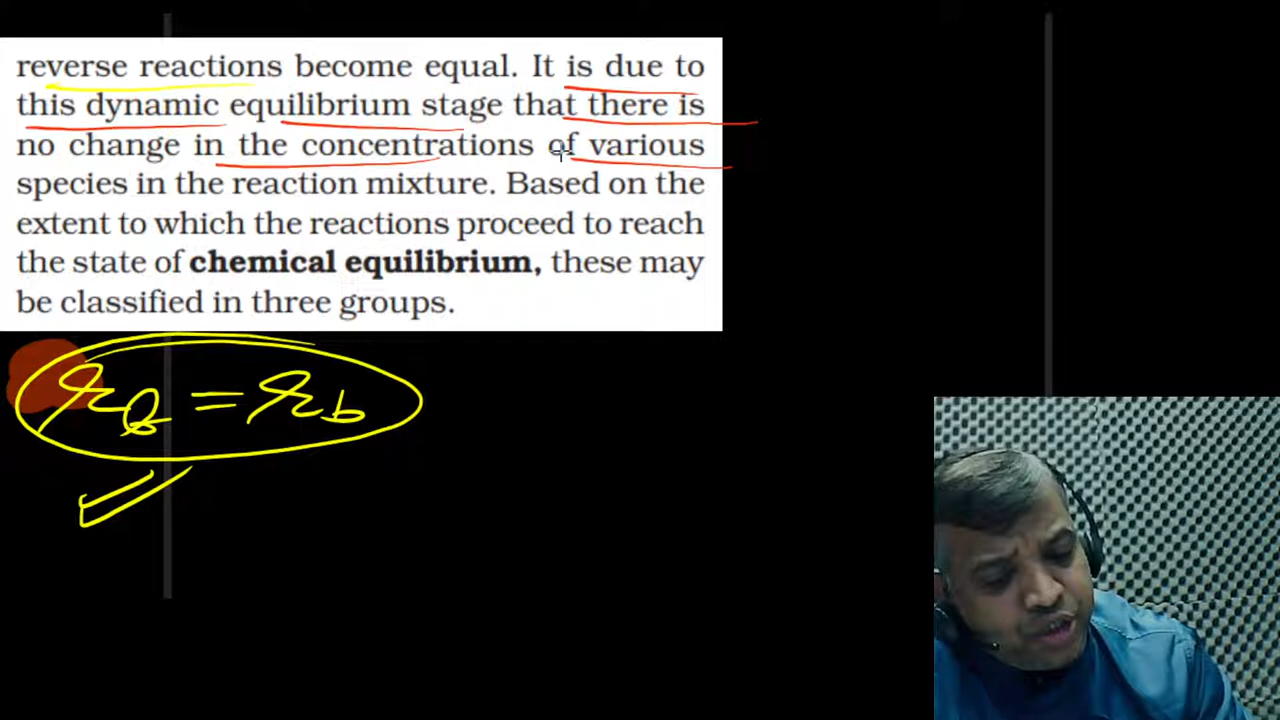 reverse reactions become equal. It is due to
this dynamic equilibrium stage that there is
no change in the concentrations of various
species in the reaction mixture. Based on the
extent to which the reactions proceed to reach
the state of chemical equilibrium, these may
be classified in three groups.
r_f = r_b